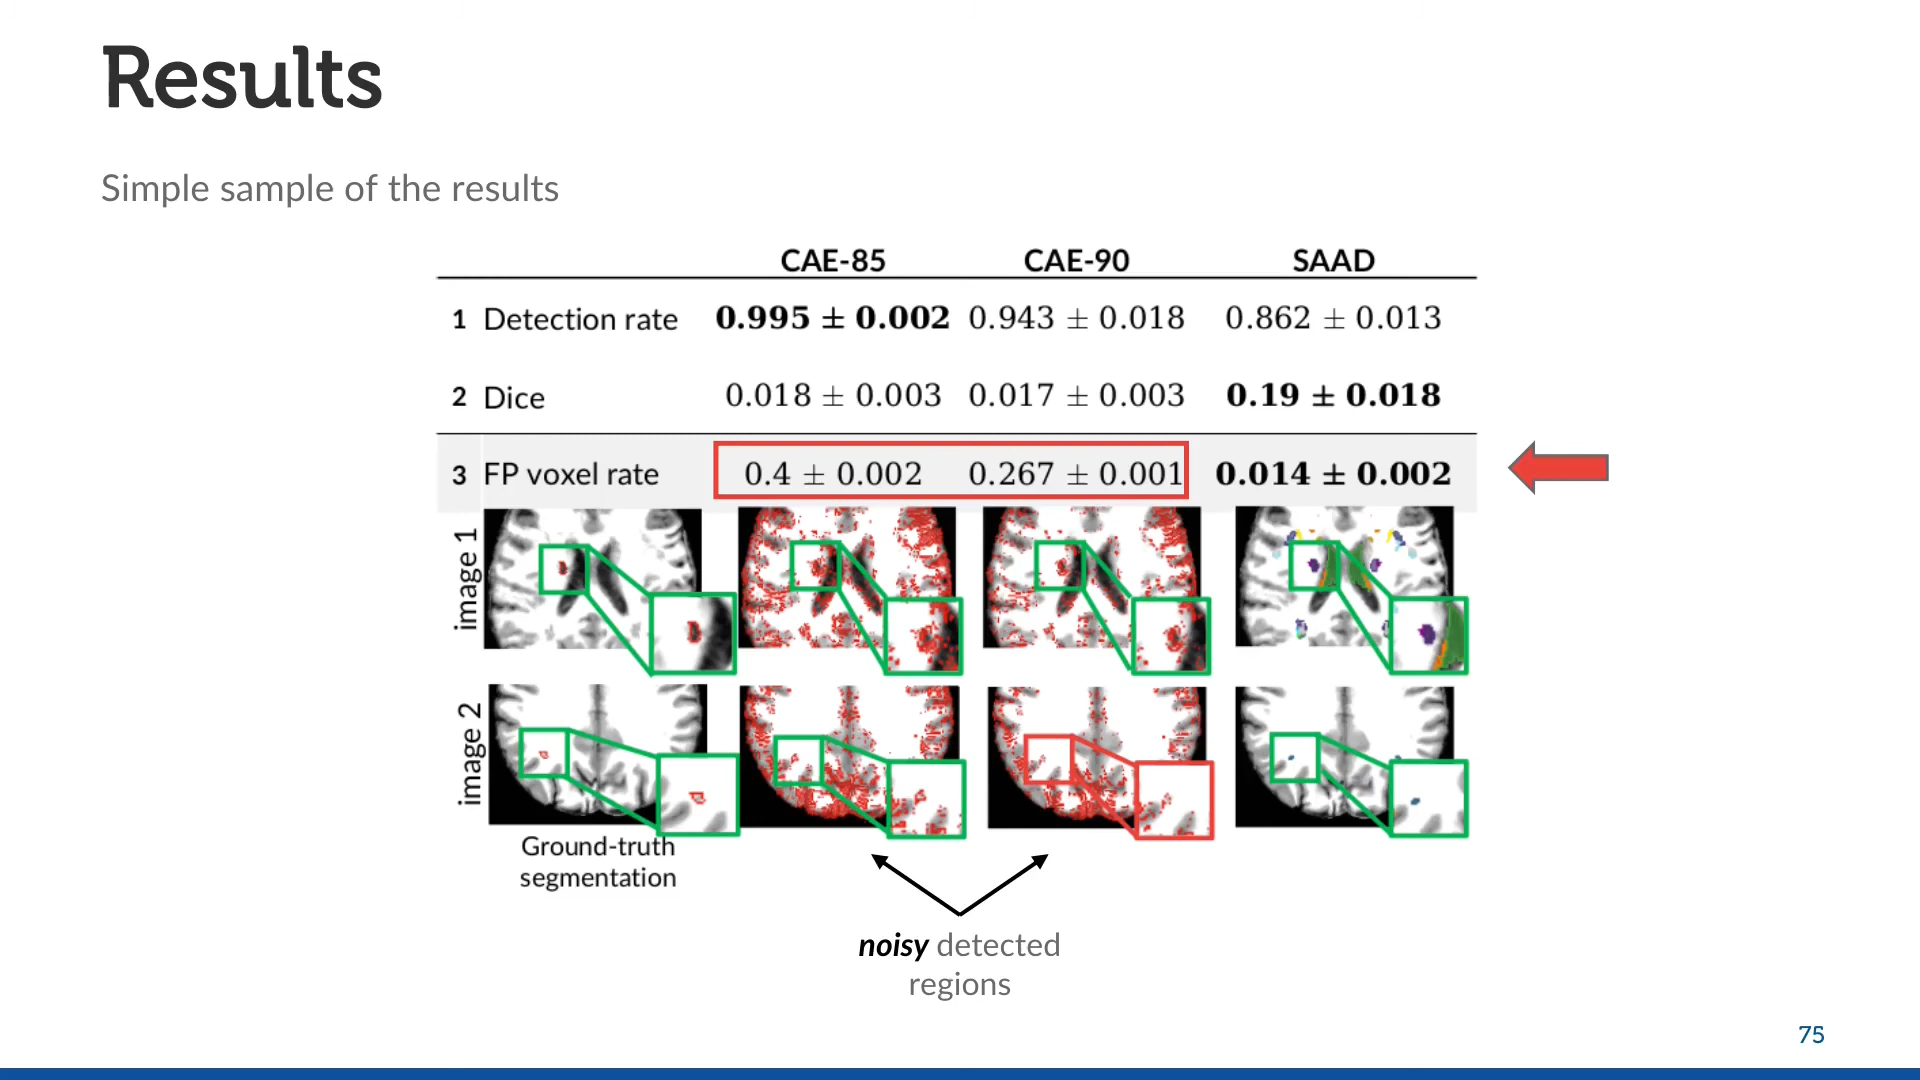 Results
Simple sample of the results
CAE-85 CAE-90 SAAD
1 Detection rate 0.995 ± 0.002 0.943 ± 0.018 0.862 ± 0.013
2 Dice 0.018 ± 0.003 0.017 ± 0.003 0.19 ± 0.018
3 FP voxel rate 0.4 ± 0.002 0.267 ± 0.001 0.014 ± 0.002
image 1
image 2
Ground-truth
segmentation
noisy detected
regions
75